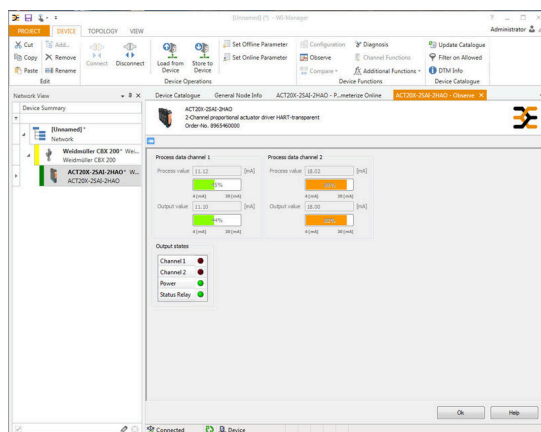 [Unnamed] (*) - WI-Manager
PROJECT DEVICE TOPOLOGY VIEW
Administrator
Cut Add...
Copy Remove
Paste Rename
Edit
Connect Disconnect
Load from Device
Store to Device
Device Operations
Set Offline Parameter
Set Online Parameter
Configuration Diagnosis
Observe Channel Functions
Compare Additional Functions
Device Functions
Update Catalogue
Filter on Allowed
DTM Info
Device Catalogue
Network View
Device Summary
[Unnamed]*
Network
Weidmüller CBX 200* Wei...
Weidmüller CBX 200
ACT20X-2SAI-2HAO* W...
ACT20X-2SAI-2HAO
Device Catalogue General Node Info ACT20X-2SAI-2HAO - P...meterize Online ACT20X-2SAI-2HAO - Observe
ACT20X-2SAI-2HAO
2-Channel proportional actuator driver HART-transparent
Order-No. 8965460000
Process data channel 1
Process value 11.12 [mA]
4 [mA] 20 [mA]
Output value 11.10 [mA]
4 [mA] 20 [mA]
Process data channel 2
Process value 18.02 [mA]
4 [mA] 20 [mA]
Output value 18.00 [mA]
4 [mA] 20 [mA]
Output states
Channel 1
Channel 2
Power
Status Relay
Ok Help
Connected Device